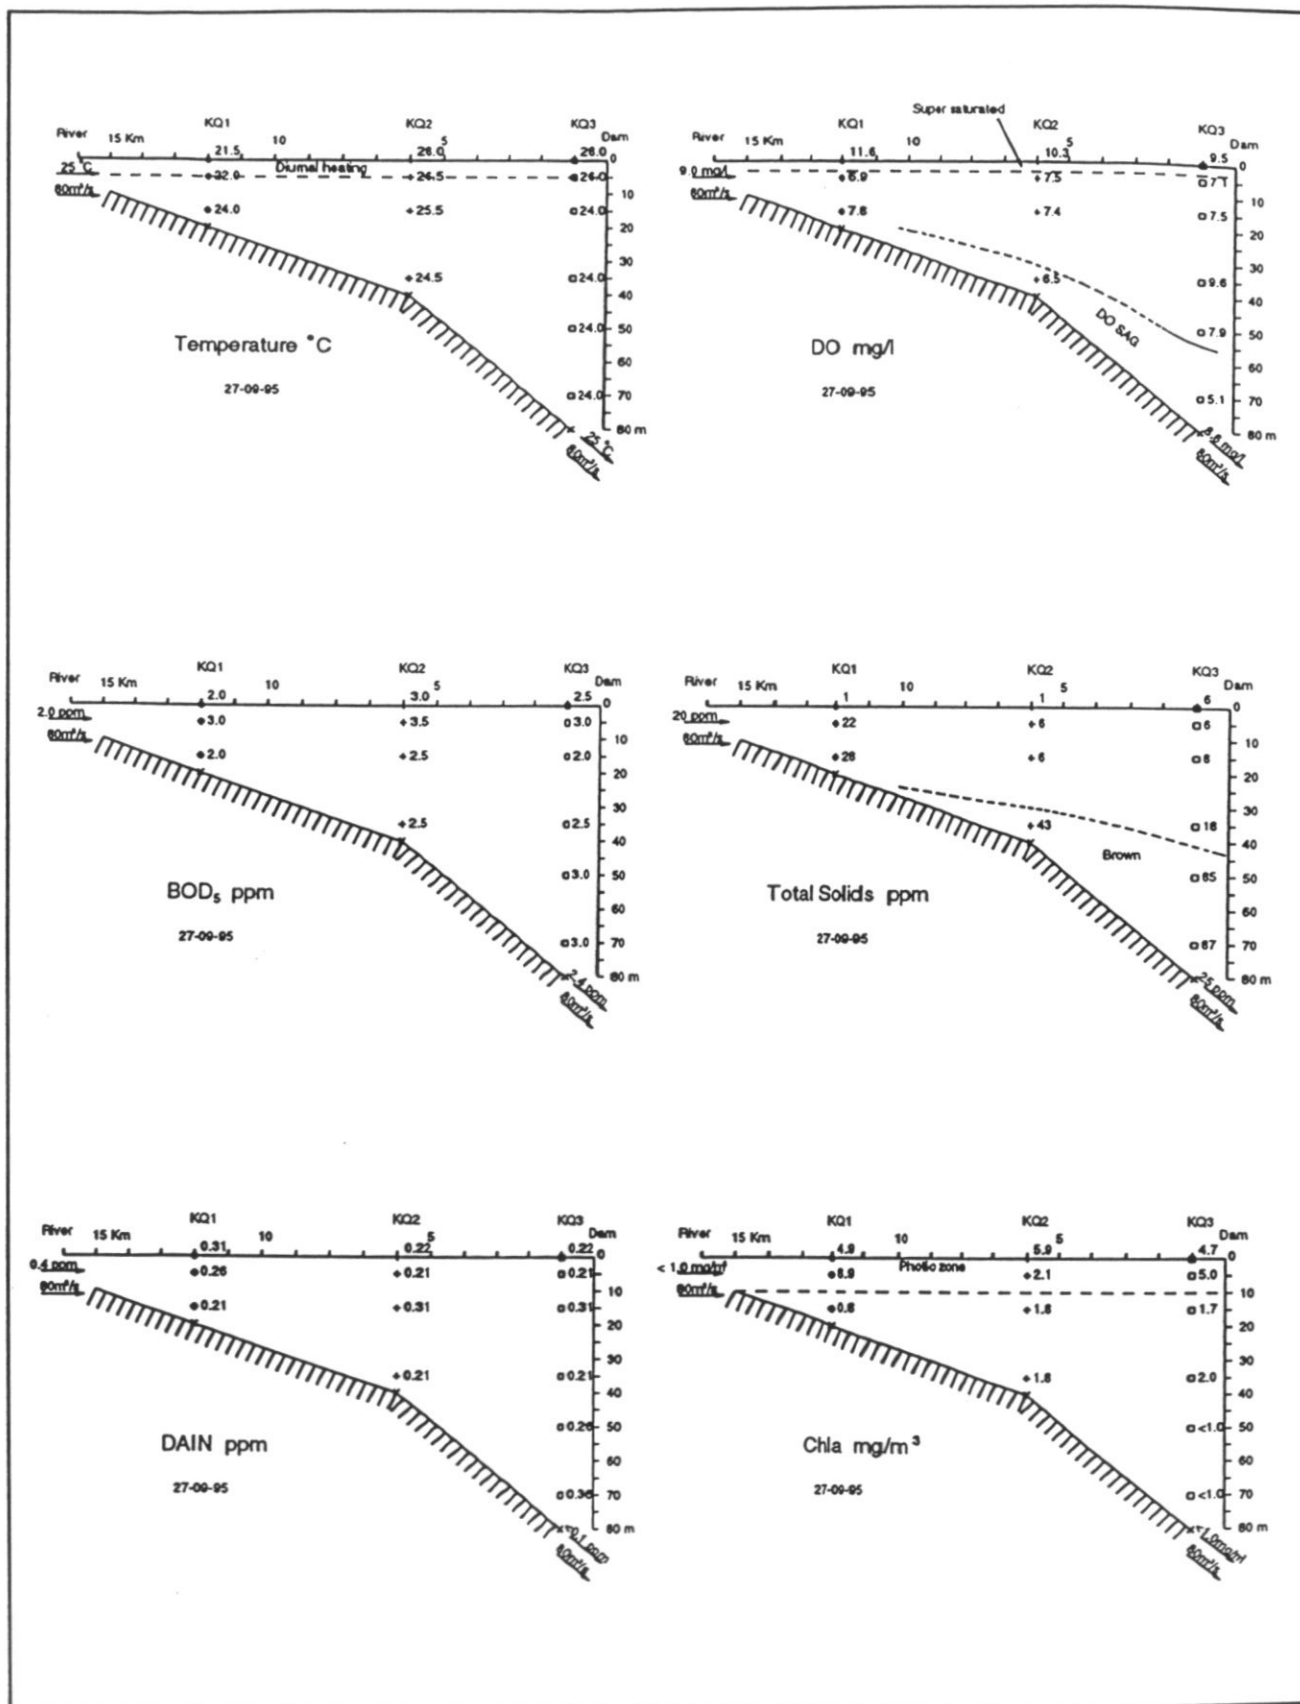 Super saturated
River 15 Km KQ1 10 KQ2 5 KQ3 Dam
21.5 26.0 26.0 0
25 °C Diurnal heating
24.5
60m³/s 10
24.0 25.5 24.0
20
30
24.5 24.0
40
24.0 50
60
24.0 70
80 m
25 °C
60m³/s
Temperature °C
27-09-95
River 15 Km KQ1 10 KQ2 5 KQ3 Dam
11.6 10.3 9.5 0
9.0 mg/l 6.9 7.5 7.1
60m³/s 10
7.8 7.4 7.5
20
30
6.5 9.6
40
DO SAG
7.9 50
60
5.1 70
80 m
mg/l
60m³/s
DO mg/l
27-09-95
River 15 Km KQ1 10 KQ2 5 KQ3 Dam
2.0 3.0 2.5 0
2.0 ppm 3.0 3.5 3.0
60m³/s 10
2.0 2.5 2.0
20
30
2.5 2.5
40
3.0 50
60
3.0 70
80 m
2.4 ppm
60m³/s
BOD₅ ppm
27-09-95
River 15 Km KQ1 10 KQ2 5 KQ3 Dam
1 1 6 0
20 ppm 22 6 6
60m³/s 10
6
20
30
43
40
Brown
50
60
67 70
80 m
25 ppm
60m³/s
Total Solids ppm
27-09-95
River 15 Km KQ1 10 KQ2 5 KQ3 Dam
0.31 0.22 0.22 0
0.4 ppm 0.26 0.21 0.21
60m³/s 10
0.21 0.31 0.31
20
30
0.21 0.21
40
50
60
70
80 m
60m³/s
DAIN ppm
27-09-95
River 15 Km KQ1 10 KQ2 5 KQ3 Dam
4.9 5.9 4.7 0
Photic zone
< 1.0 mg/m³ 2.1 5.0
60m³/s 10
1.7
20
30
2.0
40
<1.0 50
60
<1.0 70
80 m
60m³/s
Chla mg/m³
27-09-95